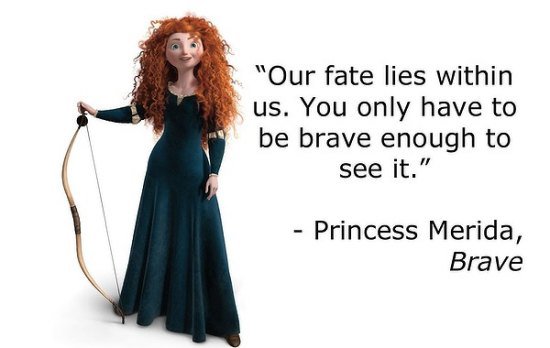 “Our fate lies within
us. You only have to
be brave enough to
see it.”
- Princess Merida,
Brave